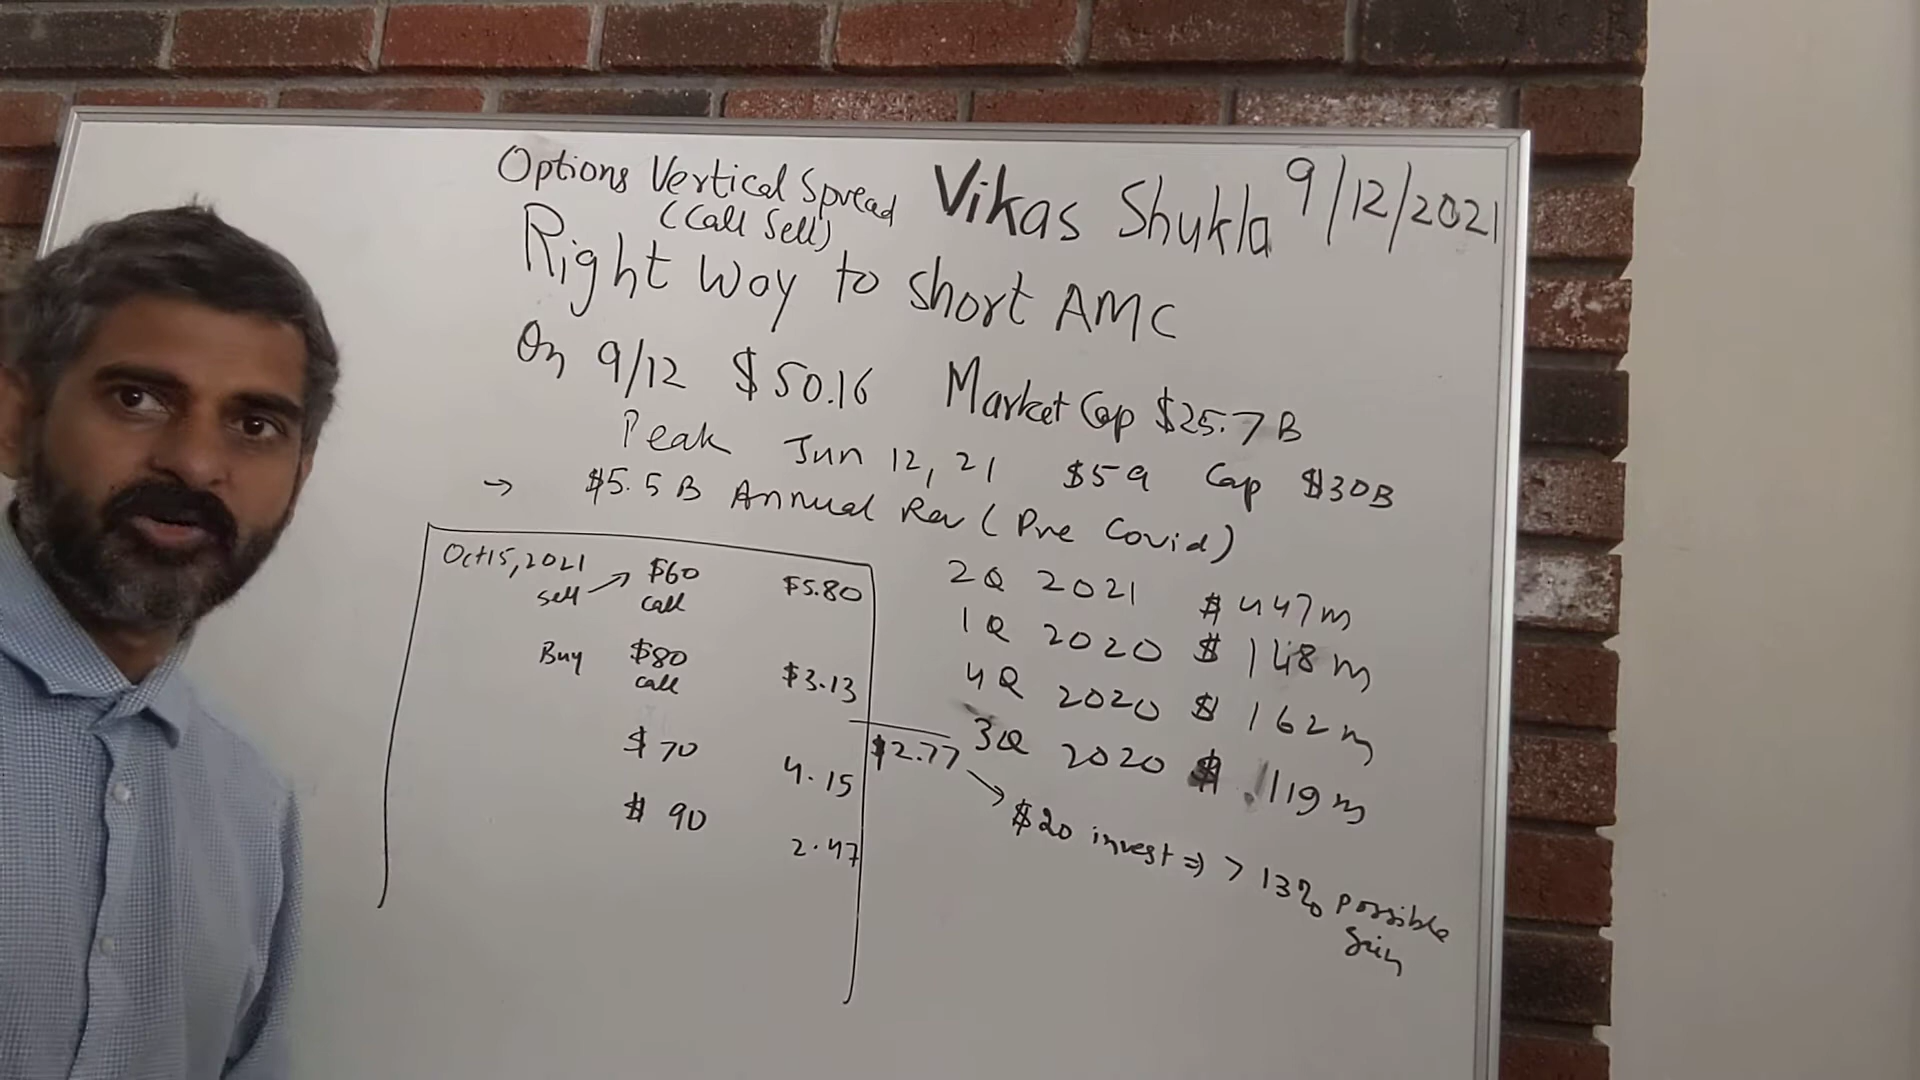 Options Vertical Spread Vikas Shukla 9/12/2021
(Call Sell)
Right Way to Short AMC
On 9/12 $50.16 Market Cap $25.7B
Peak Jun 12, 21 $59 Cap $30B
→ $5.5B Annual Rev (Pre Covid)
Oct 15, 2021
Sell → $60 call $5.80
Buy $80 call $3.13
$70 4.15
$90 2.47
$2.77
2Q 2021 $447m
1Q 2020 $148m
4Q 2020 $162m
3Q 2020 $119m
→ $20 invest ⇒ > 13% possible
gain